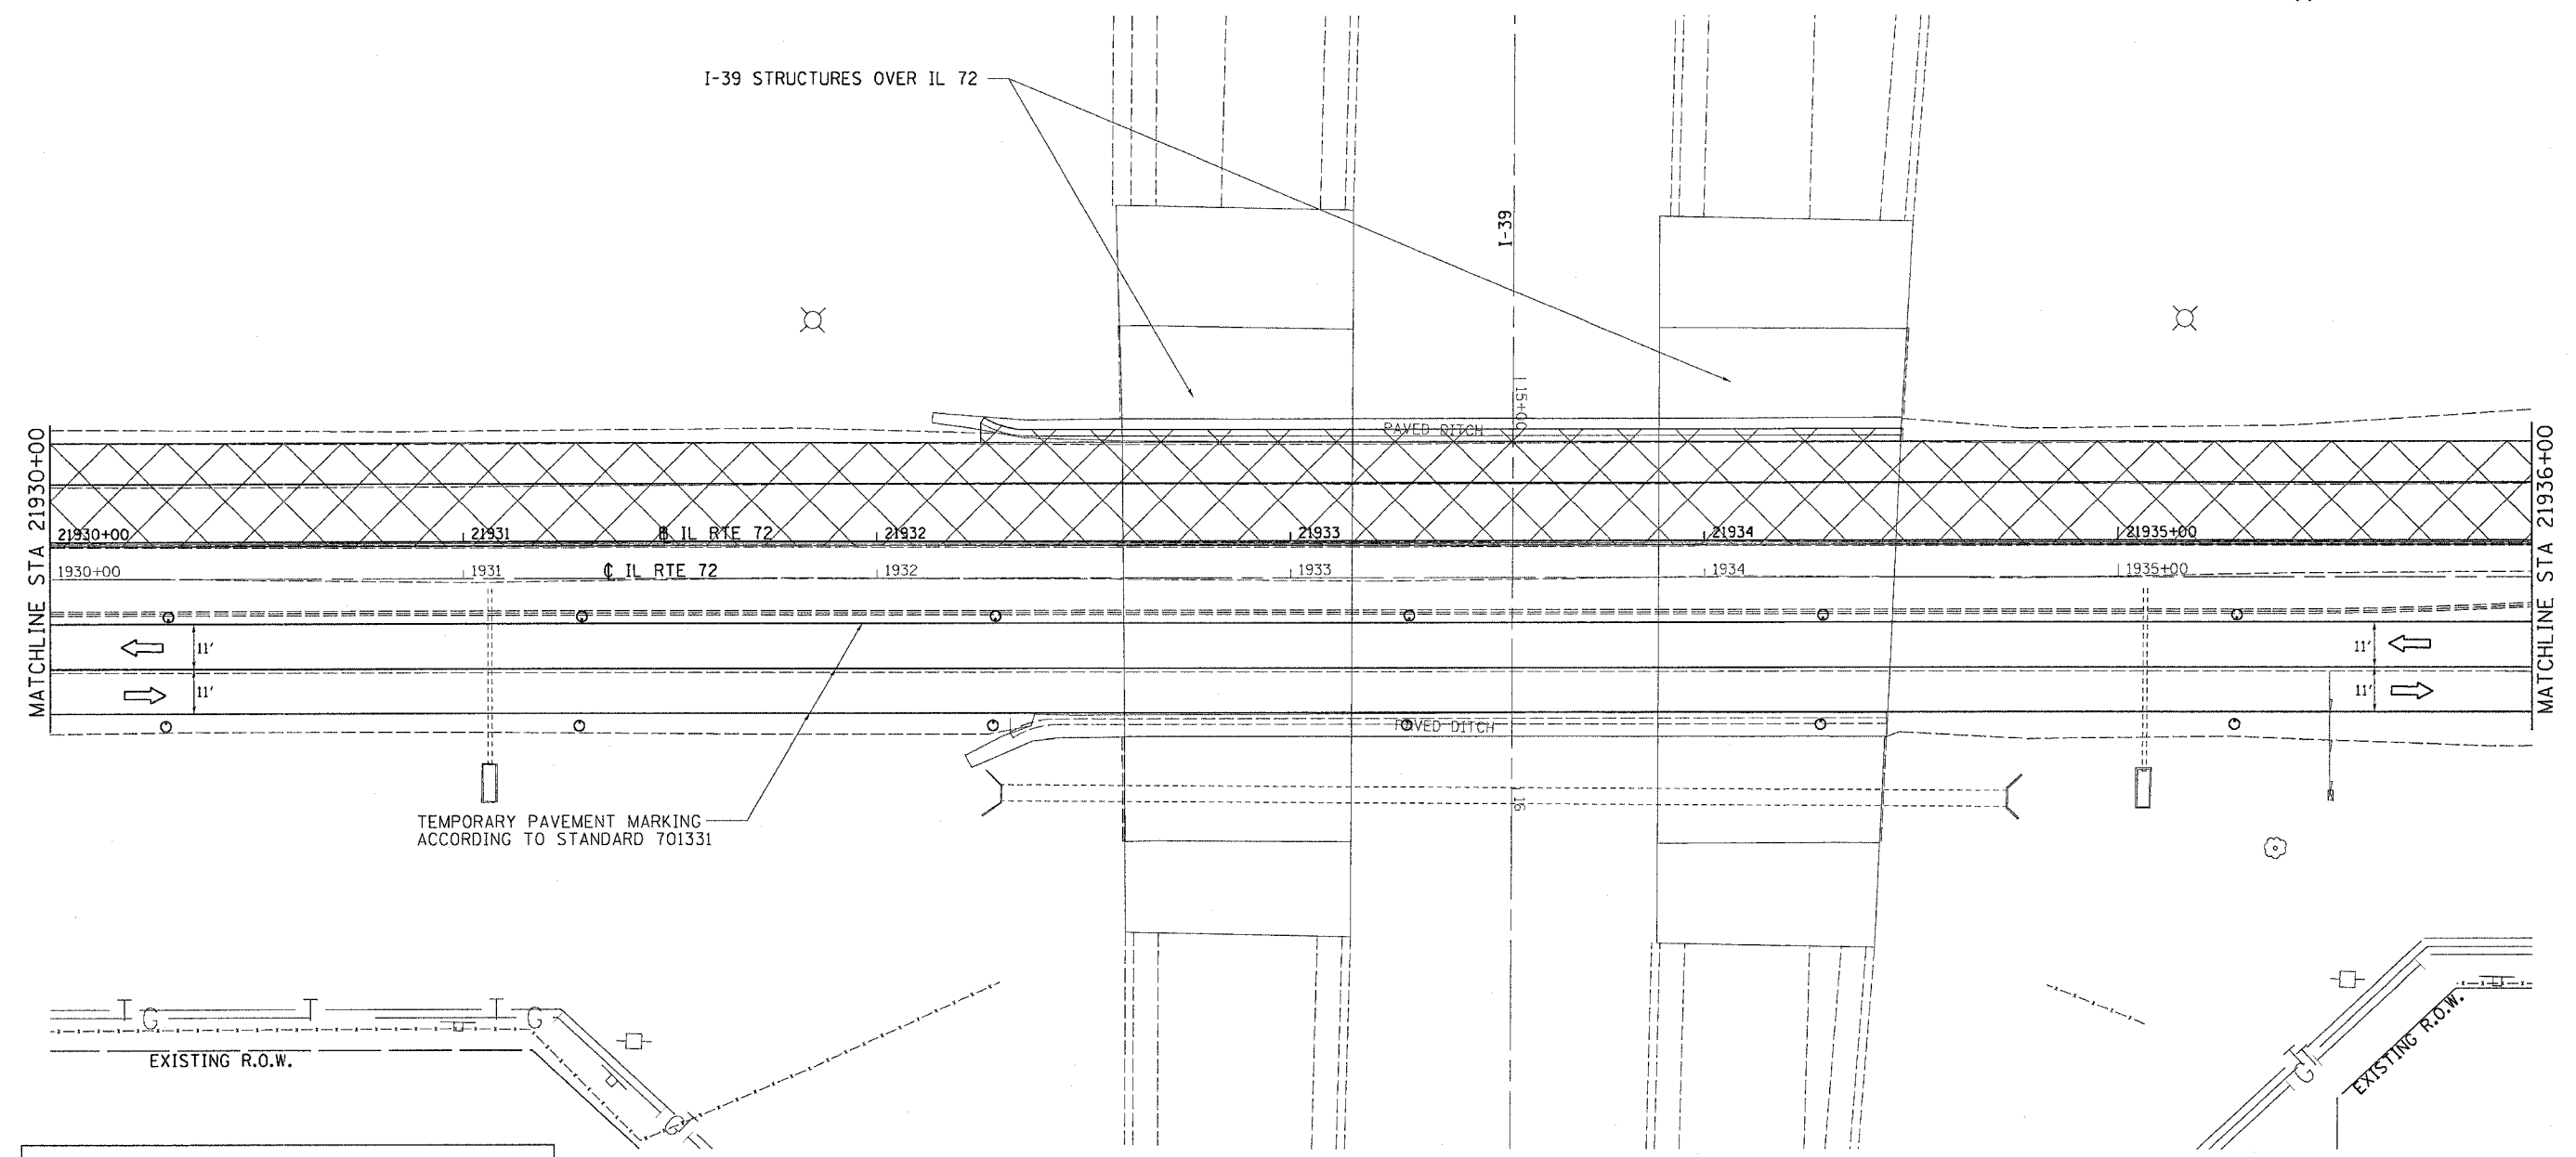 I-39 STRUCTURES OVER IL 72
I-39
15+00
PAVED DITCH
MATCHLINE STA 21930+00
MATCHLINE STA 21936+00
21930+00
21931
B IL RTE 72
21932
21933
21934
21935+00
1930+00
1931
℄ IL RTE 72
1932
1933
1934
1935+00
11'
11'
11'
11'
PAVED DITCH
16
TEMPORARY PAVEMENT MARKING
ACCORDING TO STANDARD 701331
T
G
T
T
G
G
T
EXISTING R.O.W.
T
G
EXISTING R.O.W.